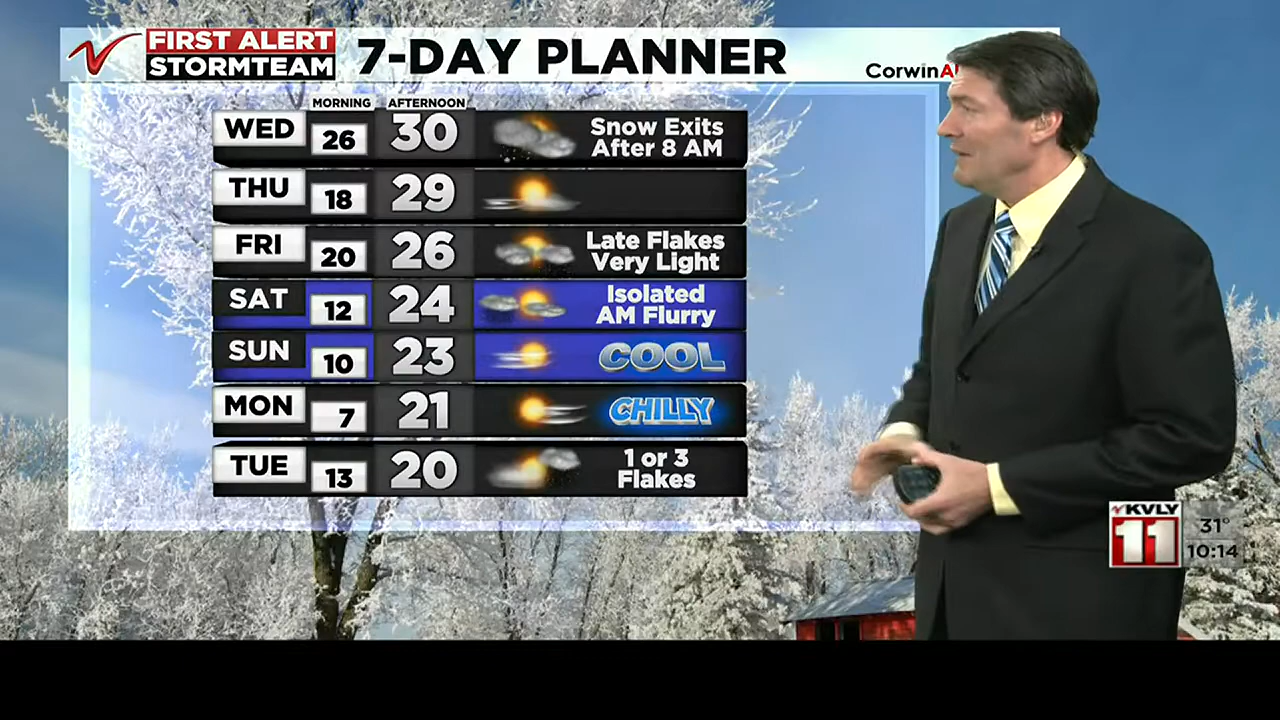 FIRST ALERT
STORMTEAM
7-DAY PLANNER
Corwin
MORNING AFTERNOON
WED 26 30 Snow Exits
After 8 AM
THU 18 29
FRI 20 26 Late Flakes
Very Light
SAT 12 24 Isolated
AM Flurry
SUN 10 23 COOL
MON 7 21 CHILLY
TUE 13 20 1 or 3
Flakes
KVLY
11
31°
10:14